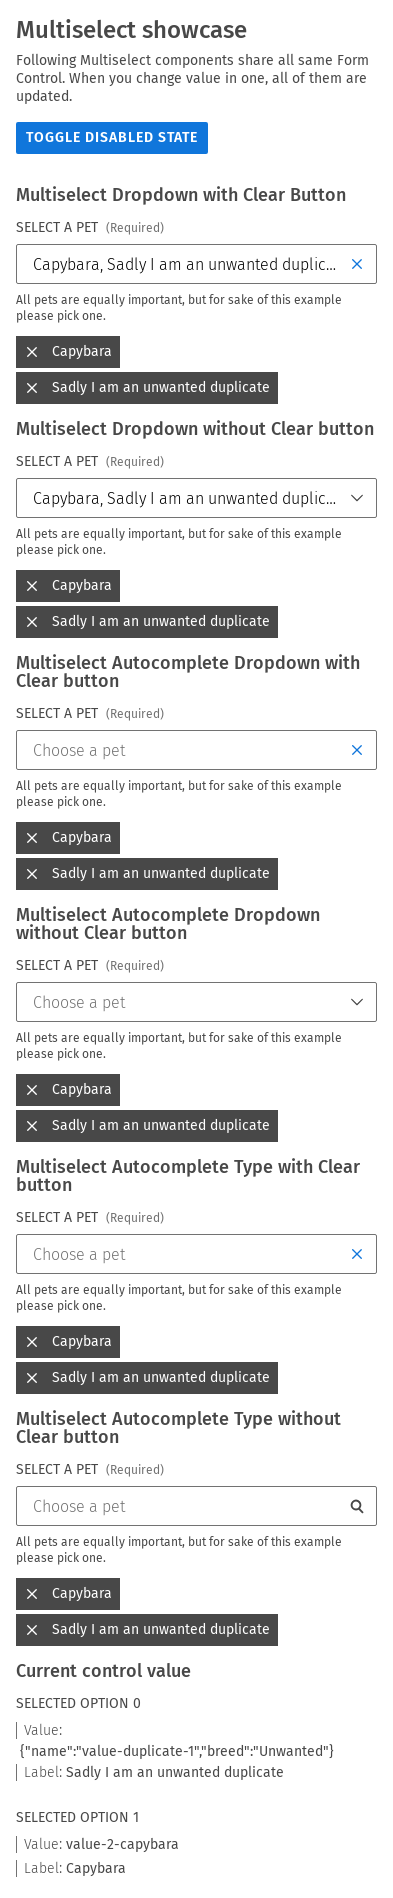 Multiselect showcase
Following Multiselect components share all same Form
Control. When you change value in one, all of them are
updated.
TOGGLE DISABLED STATE
Multiselect Dropdown with Clear Button
SELECT A PET (Required)
Capybara, Sadly I am an unwanted duplic...
All pets are equally important, but for sake of this example
please pick one.
Capybara
Sadly I am an unwanted duplicate
Multiselect Dropdown without Clear button
SELECT A PET (Required)
Capybara, Sadly I am an unwanted duplic...
All pets are equally important, but for sake of this example
please pick one.
Capybara
Sadly I am an unwanted duplicate
Multiselect Autocomplete Dropdown with
Clear button
SELECT A PET (Required)
Choose a pet
All pets are equally important, but for sake of this example
please pick one.
Capybara
Sadly I am an unwanted duplicate
Multiselect Autocomplete Dropdown
without Clear button
SELECT A PET (Required)
Choose a pet
All pets are equally important, but for sake of this example
please pick one.
Capybara
Sadly I am an unwanted duplicate
Multiselect Autocomplete Type with Clear
button
SELECT A PET (Required)
Choose a pet
All pets are equally important, but for sake of this example
please pick one.
Capybara
Sadly I am an unwanted duplicate
Multiselect Autocomplete Type without
Clear button
SELECT A PET (Required)
Choose a pet
All pets are equally important, but for sake of this example
please pick one.
Capybara
Sadly I am an unwanted duplicate
Current control value
SELECTED OPTION 0
Value:
{"name":"value-duplicate-1","breed":"Unwanted"}
Label: Sadly I am an unwanted duplicate
SELECTED OPTION 1
Value: value-2-capybara
Label: Capybara